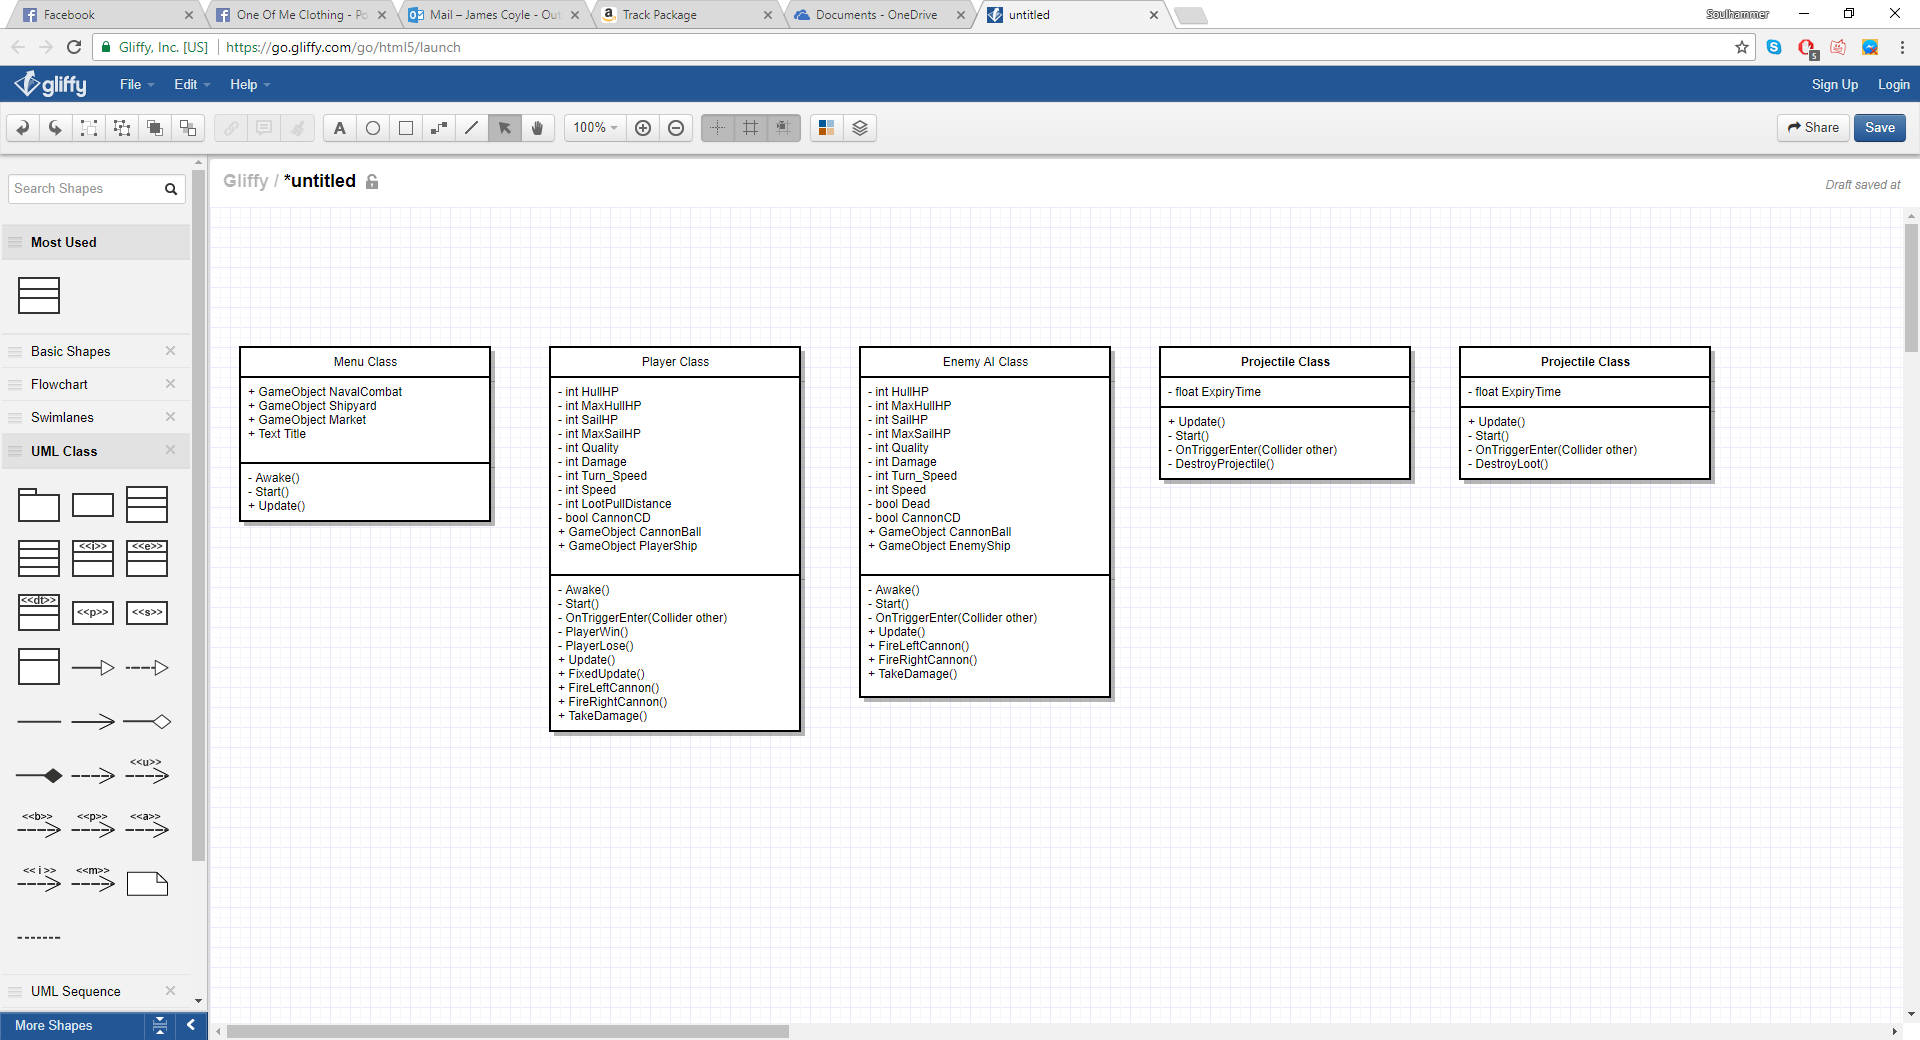 Facebook
One Of Me Clothing - Po
Mail – James Coyle - Out
Track Package
Documents - OneDrive
untitled
Soulhammer
Gliffy, Inc. [US]
https://go.gliffy.com/go/html5/launch
5
gliffy
File
Edit
Help
Sign Up
Login
A
100%
Share
Save
Search Shapes
Gliffy / *untitled
Draft saved at
Most Used
Basic Shapes
Flowchart
Swimlanes
UML Class
<<i>>
<<e>>
<<dt>>
<<p>>
<<s>>
<<u>>
<<b>>
<<p>>
<<a>>
<< i >>
<<m>>
UML Sequence
More Shapes
Menu Class
+ GameObject NavalCombat
+ GameObject Shipyard
+ GameObject Market
+ Text Title
- Awake()
- Start()
+ Update()
Player Class
- int HullHP
- int MaxHullHP
- int SailHP
- int MaxSailHP
- int Quality
- int Damage
- int Turn_Speed
- int Speed
- int LootPullDistance
- bool CannonCD
+ GameObject CannonBall
+ GameObject PlayerShip
- Awake()
- Start()
- OnTriggerEnter(Collider other)
- PlayerWin()
- PlayerLose()
+ Update()
+ FixedUpdate()
+ FireLeftCannon()
+ FireRightCannon()
+ TakeDamage()
Enemy AI Class
- int HullHP
- int MaxHullHP
- int SailHP
- int MaxSailHP
- int Quality
- int Damage
- int Turn_Speed
- int Speed
- bool Dead
- bool CannonCD
+ GameObject CannonBall
+ GameObject EnemyShip
- Awake()
- Start()
- OnTriggerEnter(Collider other)
+ Update()
+ FireLeftCannon()
+ FireRightCannon()
+ TakeDamage()
Projectile Class
- float ExpiryTime
+ Update()
- Start()
- OnTriggerEnter(Collider other)
- DestroyProjectile()
Projectile Class
- float ExpiryTime
+ Update()
- Start()
- OnTriggerEnter(Collider other)
- DestroyLoot()